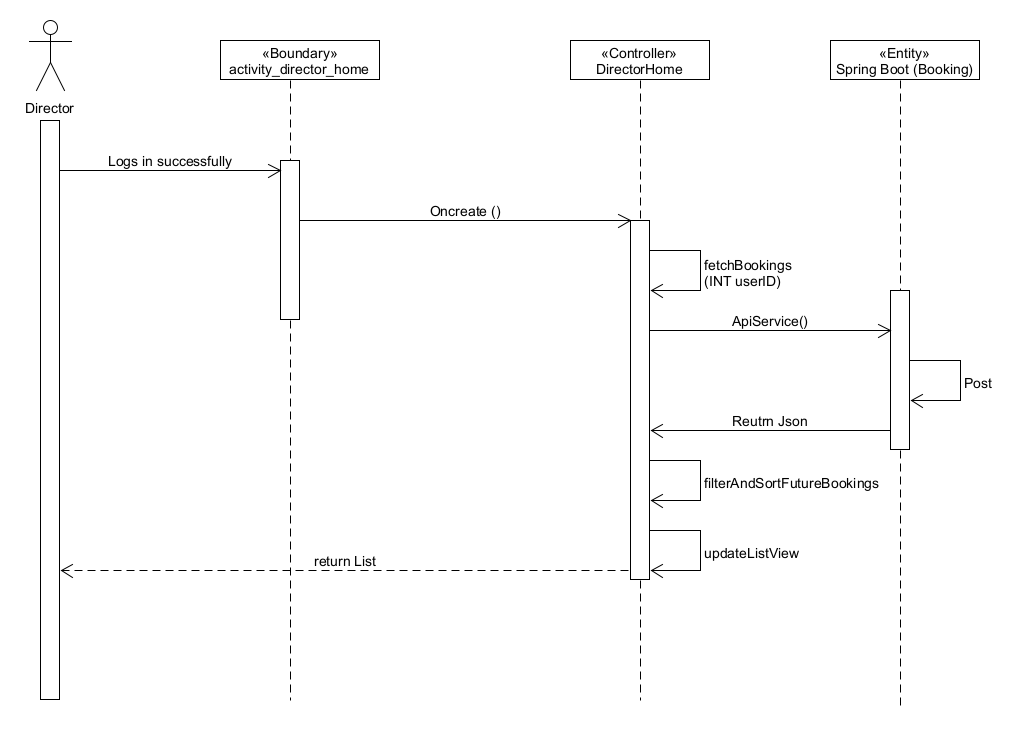 «Boundary»
activity_director_home
«Controller»
DirectorHome
«Entity»
Spring Boot (Booking)
Director
Logs in successfully
Oncreate ()
fetchBookings
(INT userID)
ApiService()
Post
Reutrn Json
filterAndSortFutureBookings
updateListView
return List